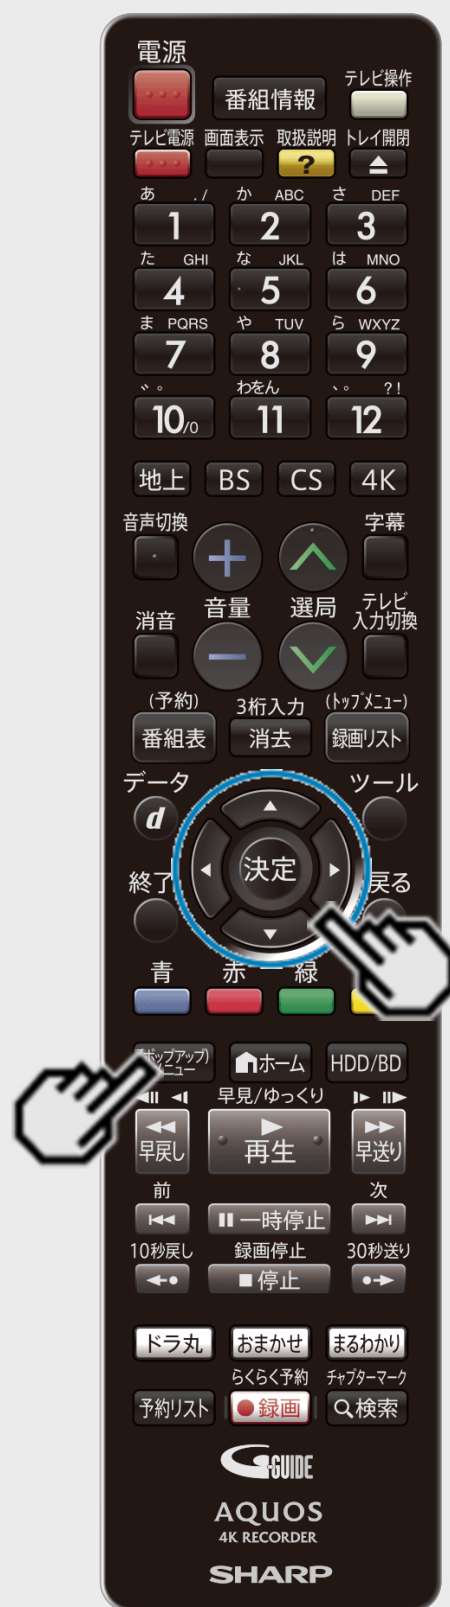 電源
番組情報
テレビ操作
テレビ電源 画面表示 取扱説明 トレイ開閉
?
あ ./ か ABC さ DEF
1 2 3
た GHI な JKL は MNO
4 5 6
ま PQRS や TUV ら WXYZ
7 8 9
゛゜ わをん 、。 ?!
10/0 11 12
地上 BS CS 4K
音声切換 字幕
＋
消音 音量 選局 テレビ
入力切換
－
(予約) 3桁入力 (トップメニュー)
番組表 消去 録画リスト
データ ツール
d
決定
終了 戻る
青 赤 緑
ポップアップ)
ニュー ホーム HDD/BD
早見/ゆっくり
早戻し 再生 早送り
前 次
一時停止
10秒戻し 録画停止 30秒送り
停止
ドラ丸 おまかせ まるわかり
らくらく予約 チャプターマーク
予約リスト 録画 検索
G-GUIDE
AQUOS
4K RECORDER
SHARP